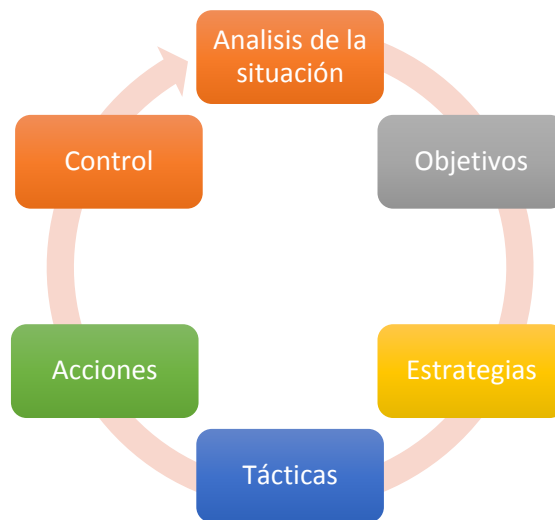 Analisis de la
situación
Objetivos
Estrategias
Tácticas
Acciones
Control